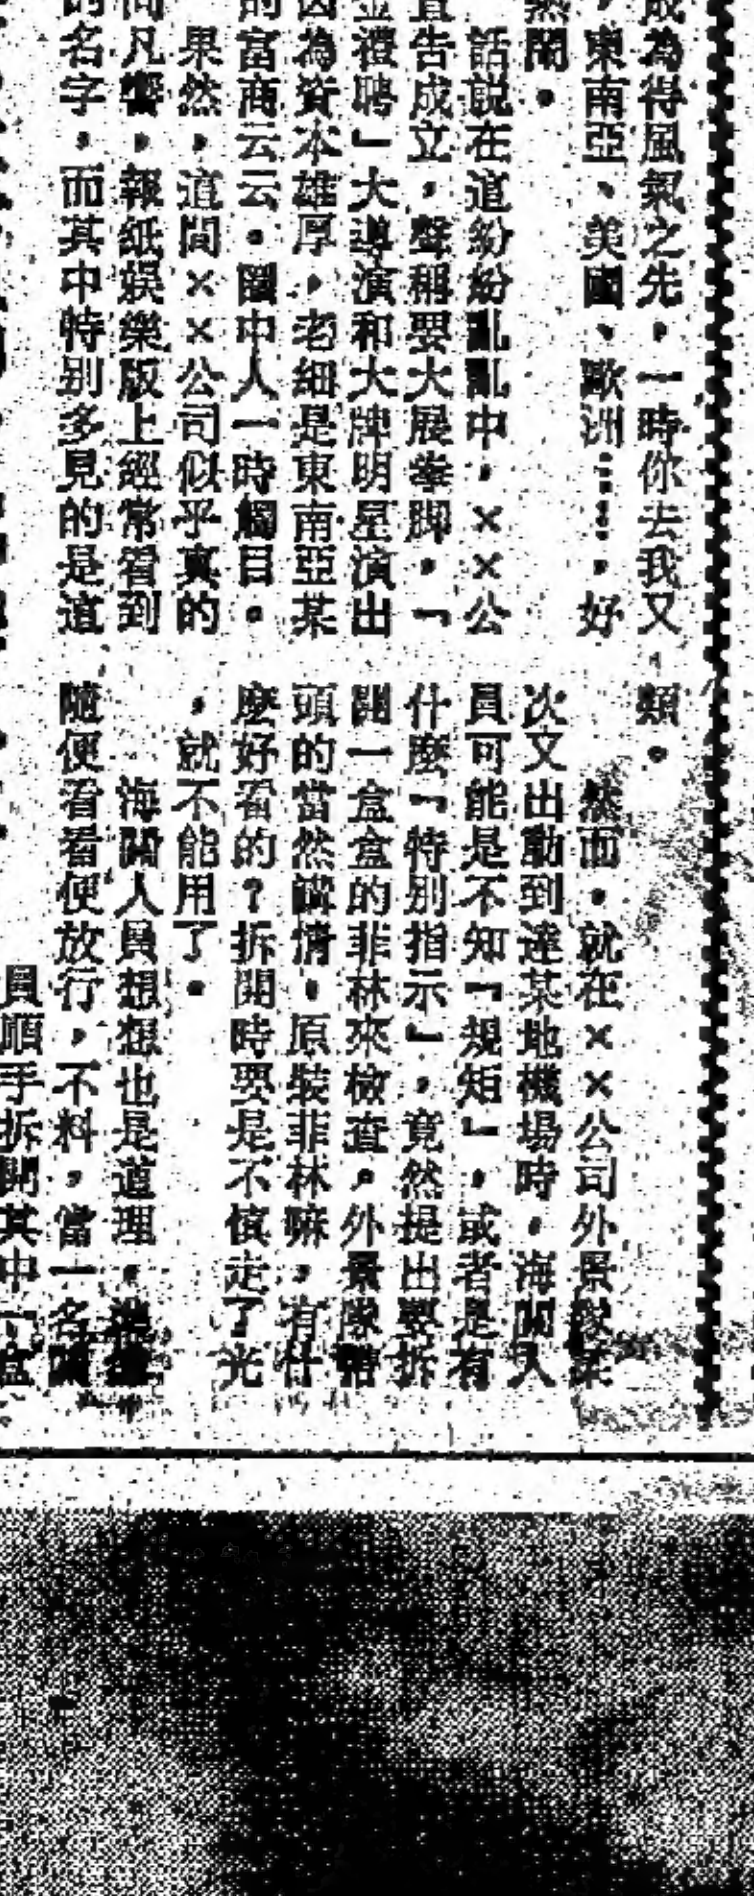 成為得風氣之先，一時你去我又
，東南亞、美國、歐洲……，好
熱鬧。
話說在這紛紛亂亂中，××公
宣告成立，聲稱要大展拳脚，「
金禮聘」大導演和大牌明星演出
因為資本雄厚，老細是東南亞某
的富商云云。圈中人一時觸目。
果然，這間××公司似乎真的
同凡響，報紙娛樂版上經常看到
的名字，而其中特別多見的是這
類。
然而，就在××公司外景隊某
次又出動到達某地機場時，海關人
員可能是不知「規矩」，或者是有
什麼「特別指示」，竟然提出要拆
開一盒盒的菲林來檢查。外景隊
頭的當然講情，原裝菲林嘛，有什
麼好看的？拆開時要是不慎走了光
，就不能用了。
海關人員想想也是道理，
隨便看看便放行，不料，當一名
員順手拆開其中一盒